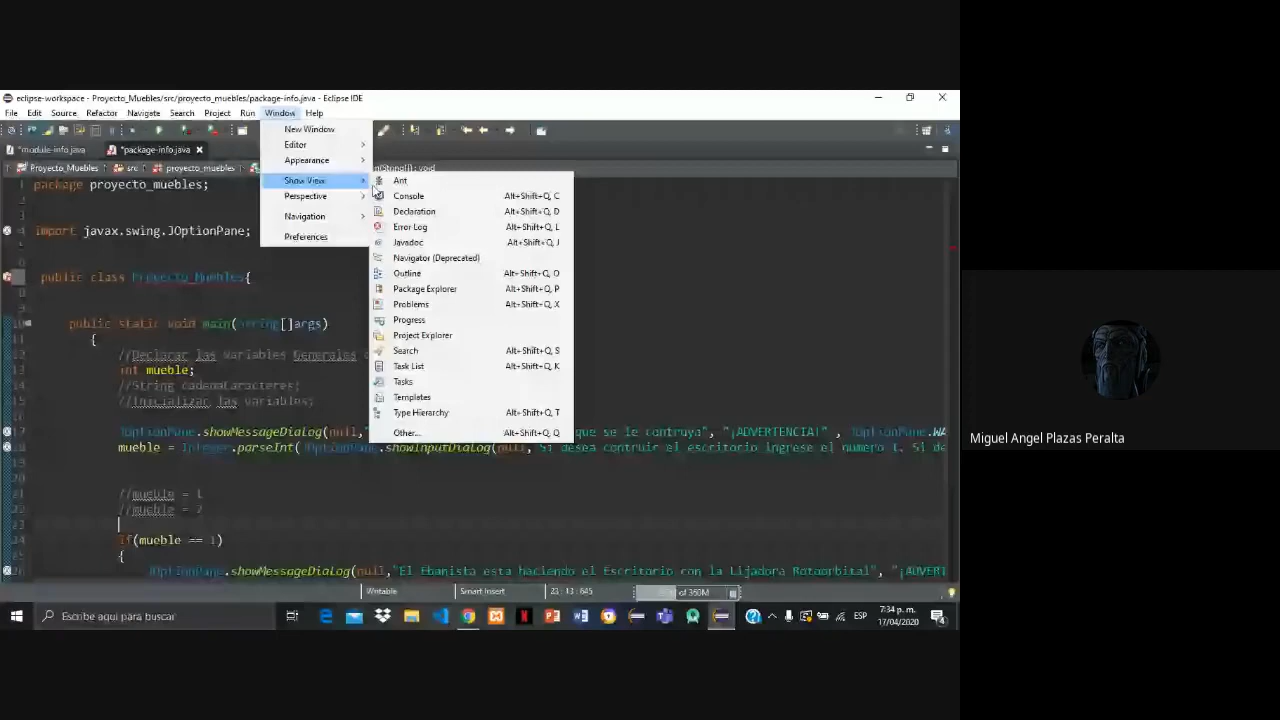 eclipse-workspace - Proyecto_Muebles/src/proyecto_muebles/package-info.java - Eclipse IDE
File Edit Source Refactor Navigate Search Project Run Window Help
*module-info.java *package-info.java
Proyecto_Muebles src proyecto_muebles
New Window
Editor
Appearance
Show View
Perspective
Navigation
Preferences
Ant
Console Alt+Shift+Q, C
Declaration Alt+Shift+Q, D
Error Log Alt+Shift+Q, L
Javadoc Alt+Shift+Q, J
Navigator (Deprecated)
Outline Alt+Shift+Q, O
Package Explorer Alt+Shift+Q, P
Problems Alt+Shift+Q, X
Progress
Project Explorer
Search Alt+Shift+Q, S
Task List Alt+Shift+Q, K
Tasks
Templates
Type Hierarchy Alt+Shift+Q, T
Other... Alt+Shift+Q, Q
package proyecto_muebles;
import javax.swing.JOptionPane;
public class Proyecto_Muebles{
public static void main(String[]args)
{
//Declarar las variables Generales
int mueble;
//String cadenaCaracteres;
//Inicializar las variables;
JOptionPane.showMessageDialog(null, que se le contruya", "¡ADVERTENCIA!" , JOptionPane.WA
mueble = Integer.parseInt( JOptionPane.showInputDialog(null, Si desea contruir el escritorio ingrese el numero 1. Si de
//mueble = 1
//mueble = 2
if(mueble == 1)
{
JOptionPane.showMessageDialog(null,"El Ebanista esta haciendo el Escritorio con la Lijadora Rotaorbital", "¡ADVERT
Writable Smart Insert 23 : 13 : 645 of 360M
Escribe aquí para buscar
ESP 7:34 p. m.
17/04/2020
Miguel Angel Plazas Peralta